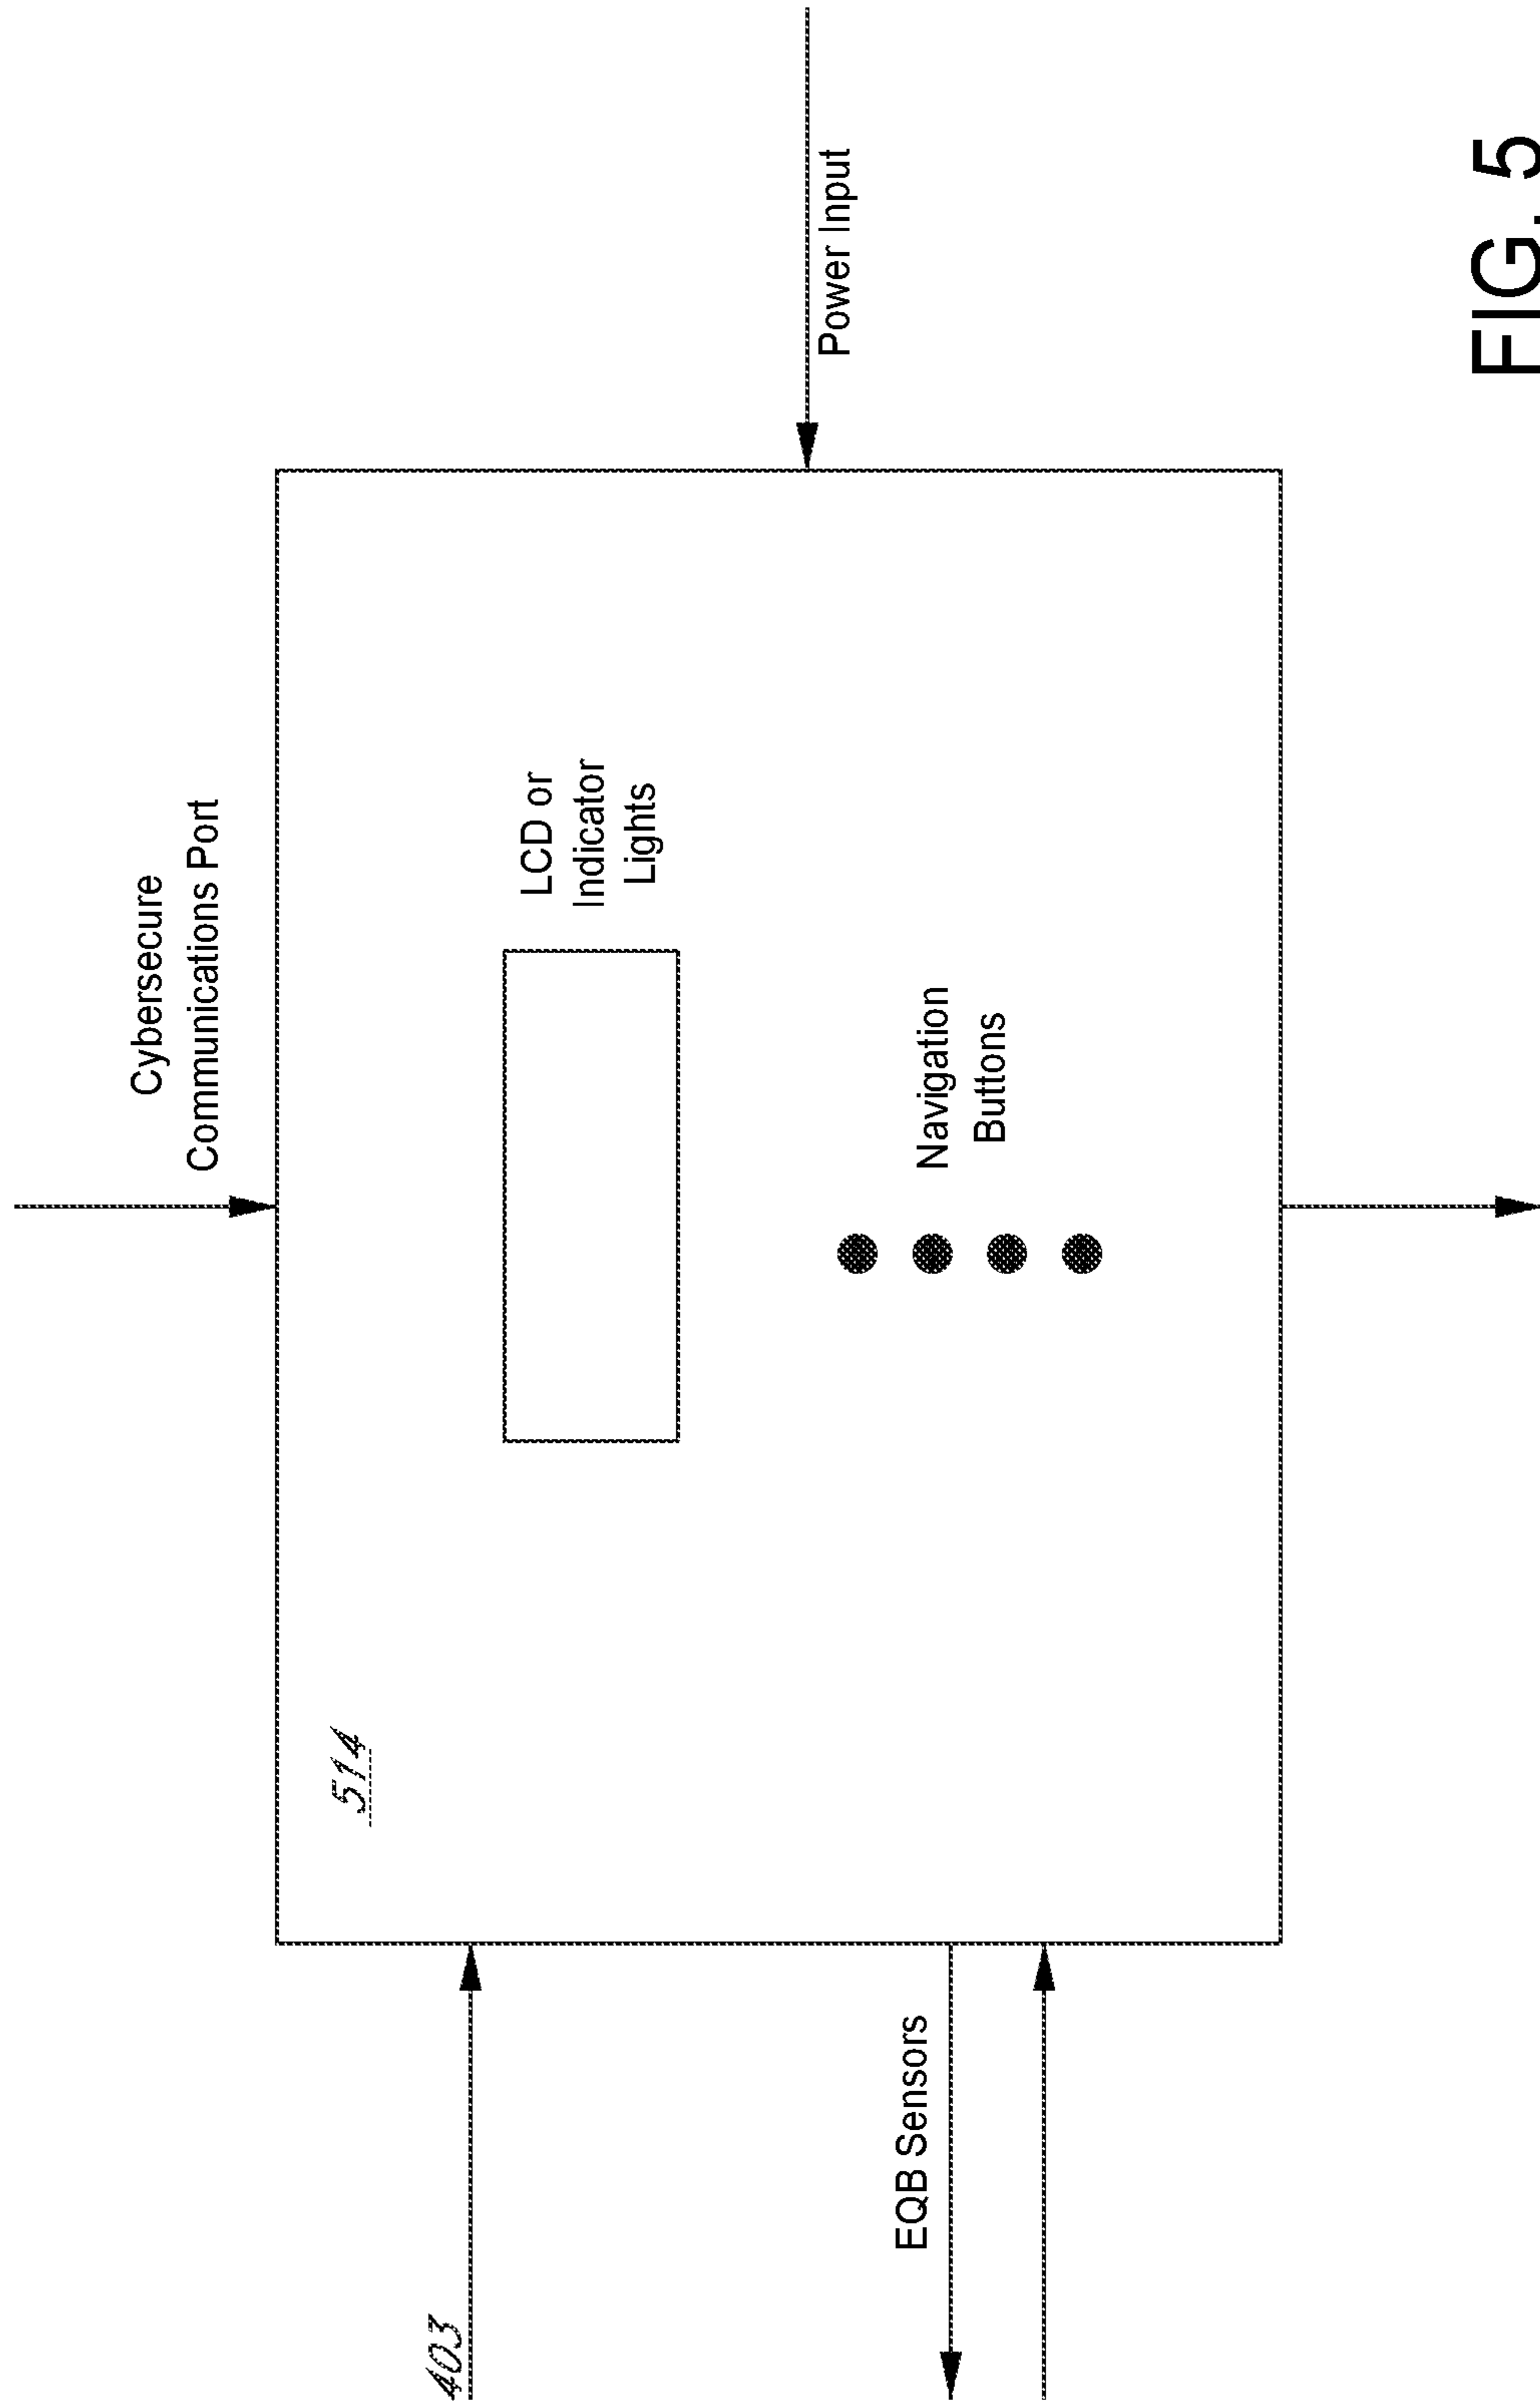 Cybersecure
Communications Port
514
403
LCD or
Indicator
Lights
Power Input
EQB Sensors
Navigation
Buttons
FIG. 5